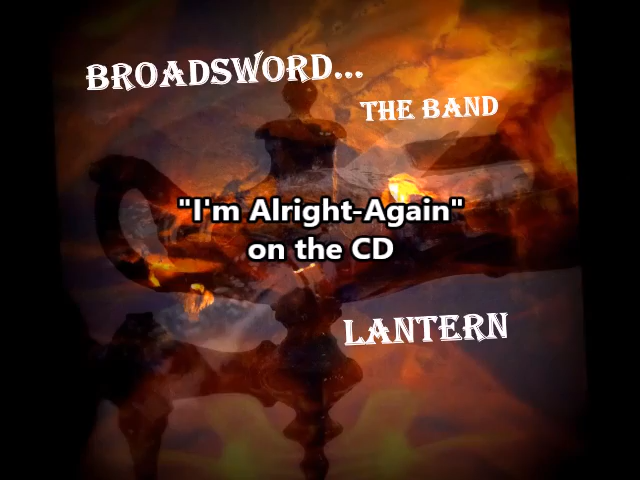 BROADSWORD...
THE BAND
"I'm Alright-Again"
on the CD
LANTERN